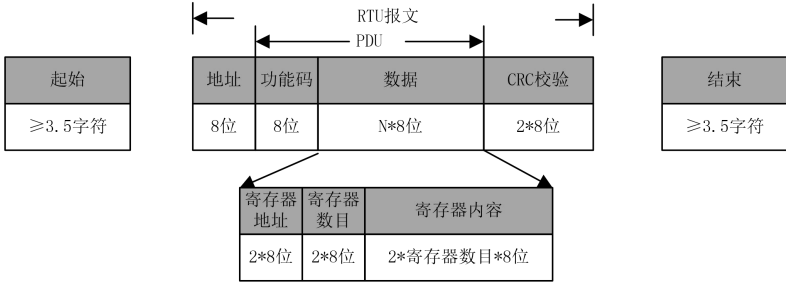 RTU报文
PDU
起始
地址 功能码 数据 CRC校验
结束
≥3.5字符
8位 8位 N*8位 2*8位
≥3.5字符
寄存器地址 寄存器数目 寄存器内容
2*8位 2*8位 2*寄存器数目*8位